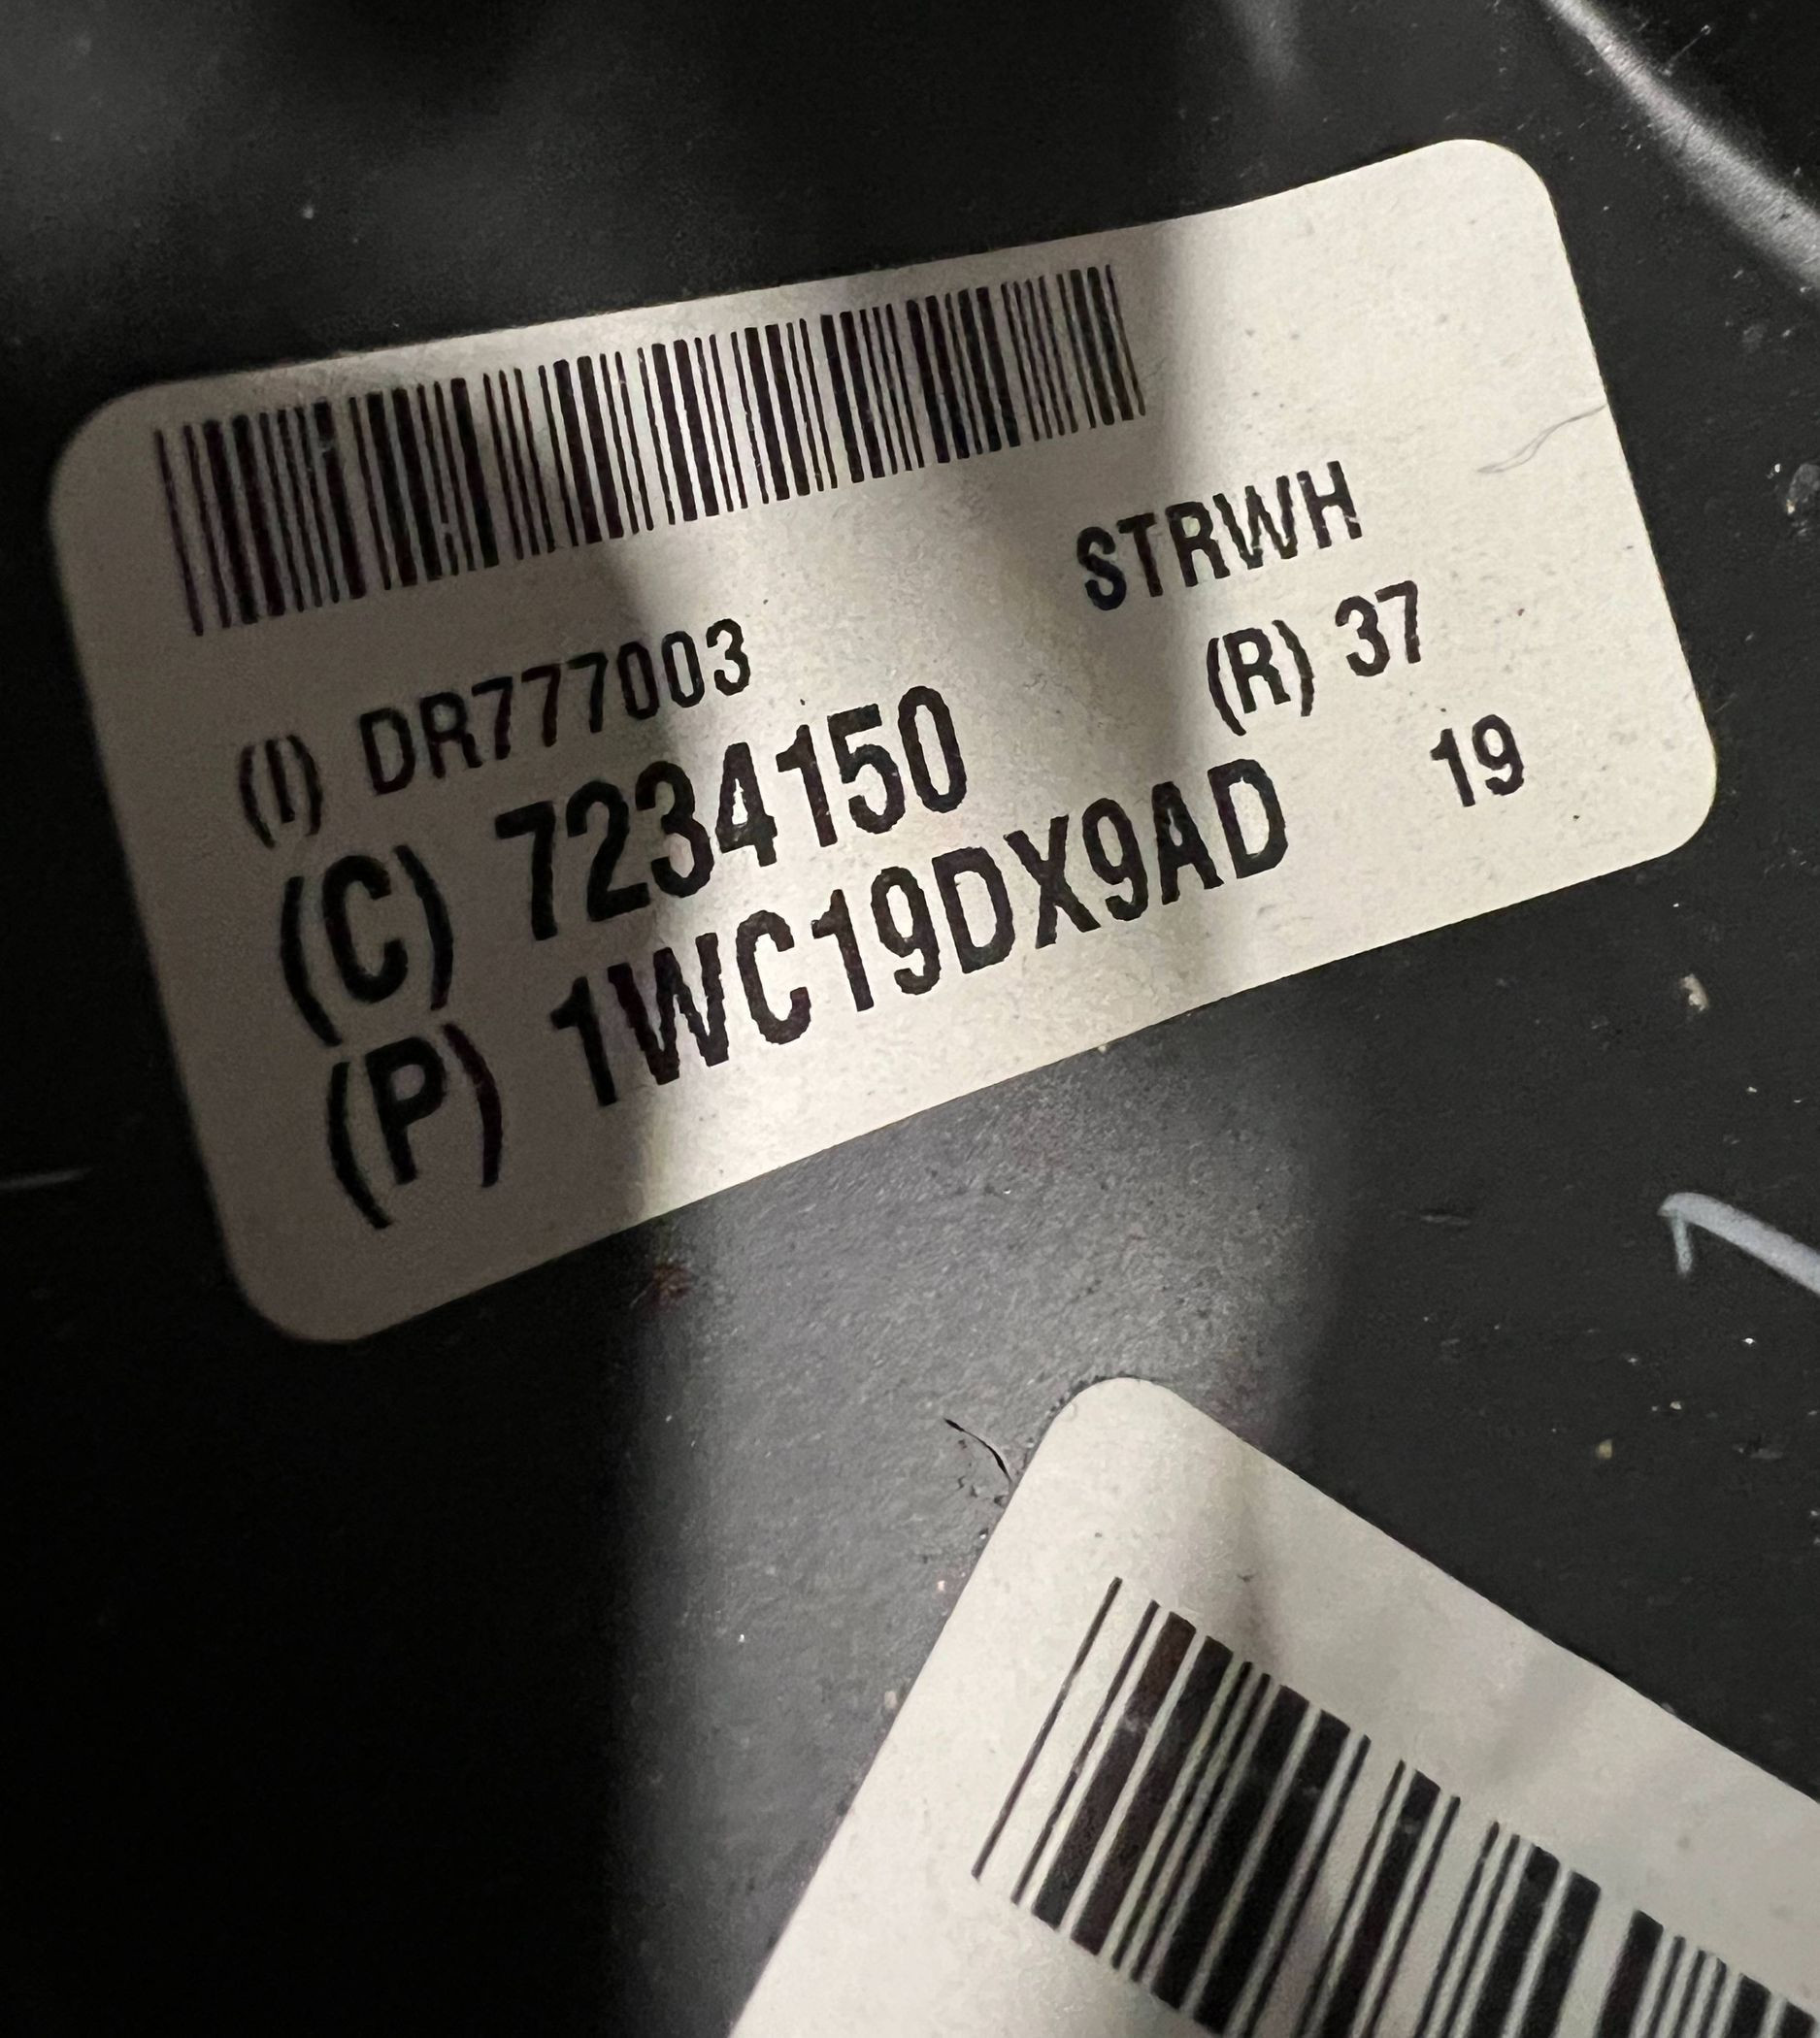 STRWH
(I) DR777003 (R) 37
(C) 7234150 19
(P) 1WC19DX9AD